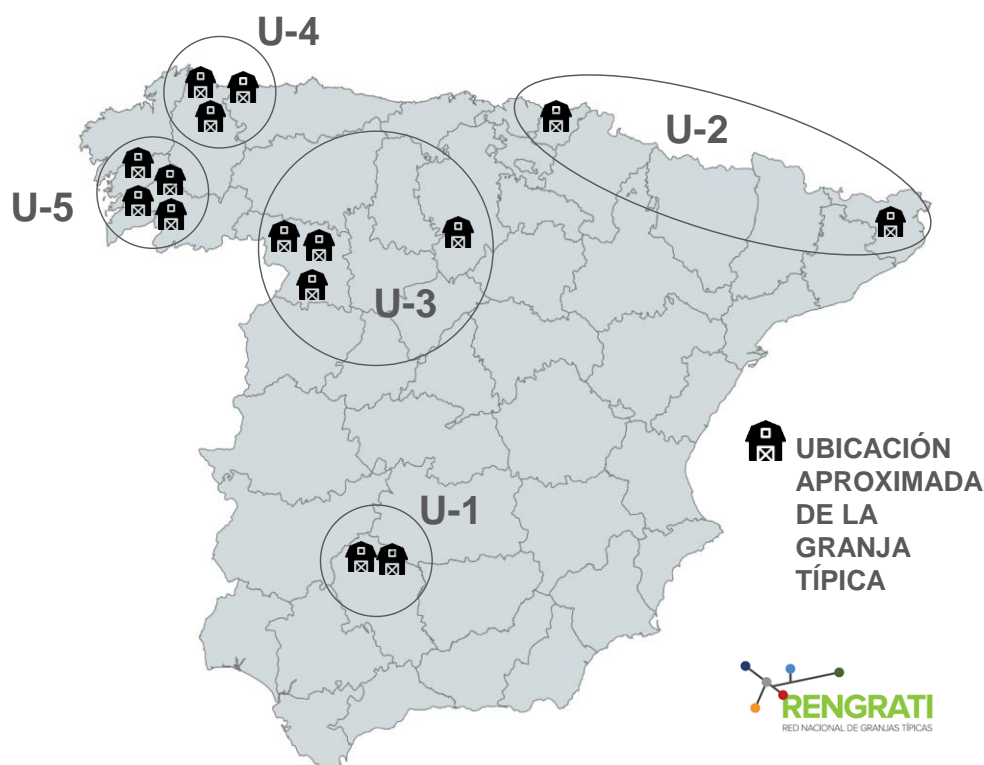 U-4
U-2
U-5
U-3
U-1
UBICACIÓN
APROXIMADA
DE LA
GRANJA
TÍPICA
RENGRATI
RED NACIONAL DE GRANJAS TÍPICAS